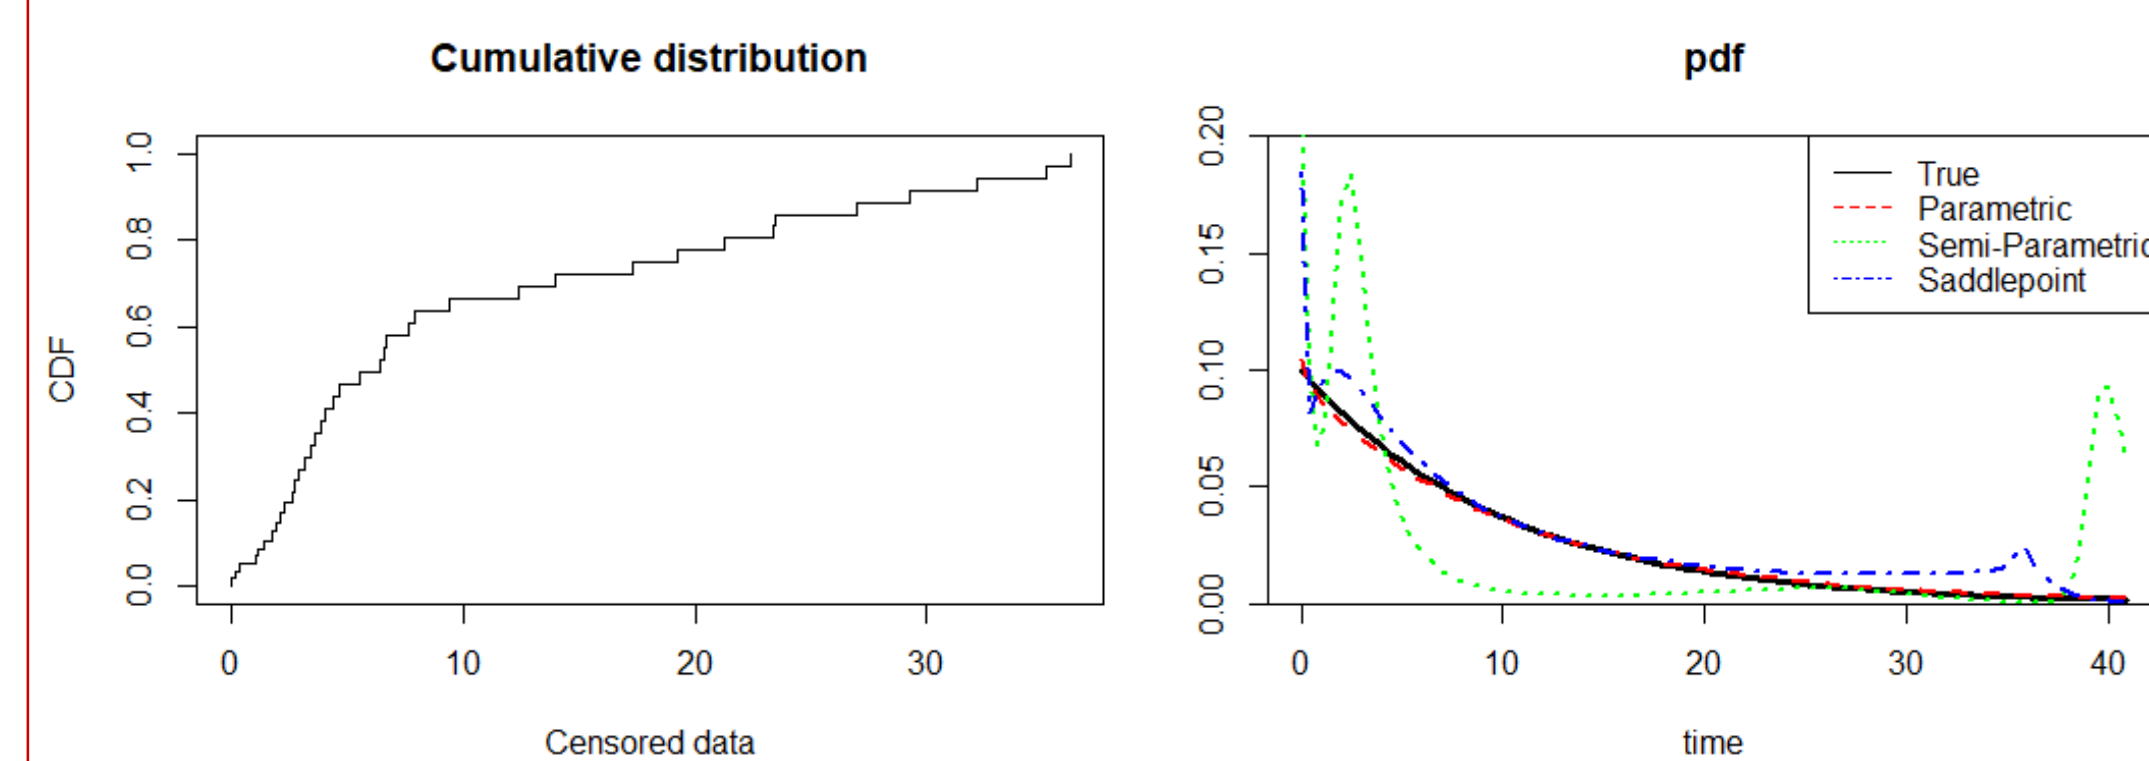 Cumulative distribution
CDF
0.0 0.2 0.4 0.6 0.8 1.0
0 10 20 30
Censored data
pdf
0.00 0.05 0.10 0.15 0.20
True
Parametric
Semi-Parametric
Saddlepoint
0 10 20 30 40
time